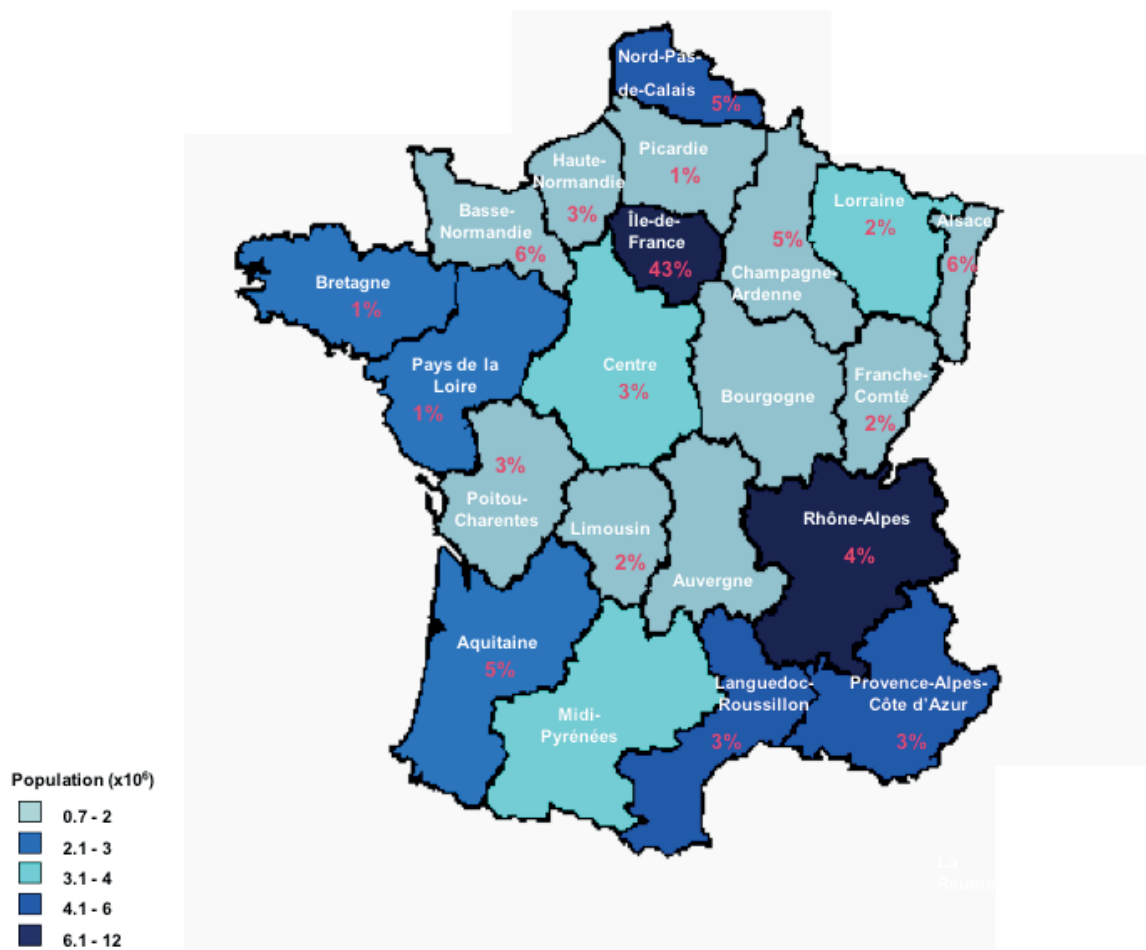 Nord-Pas-
de-Calais
5%
Picardie
1%
Haute-
Normandie
3%
Basse-
Normandie
6%
Île-de-
France
43%
5%
Champagne-
Ardenne
Lorraine
2%
Alsace
6%
Bretagne
1%
Pays de la
Loire
1%
Centre
3%
Bourgogne
Franche-
Comté
2%
3%
Poitou-
Charentes
Limousin
2%
Auvergne
Rhône-Alpes
4%
Aquitaine
5%
Midi-
Pyrénées
Languedoc-
Roussillon
3%
Provence-Alpes-
Côte d'Azur
3%
Population (x10⁶)
0.7 - 2
2.1 - 3
3.1 - 4
4.1 - 6
6.1 - 12
La